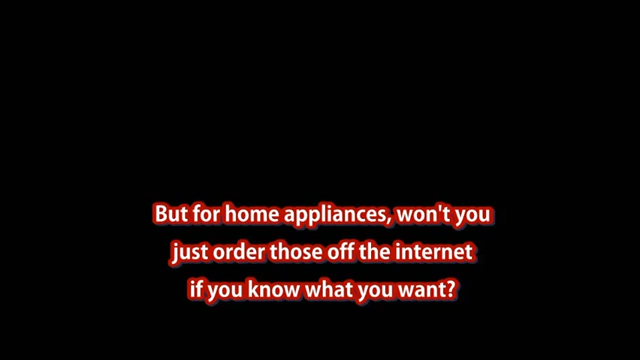 But for home appliances, won't you
just order those off the internet
if you know what you want?